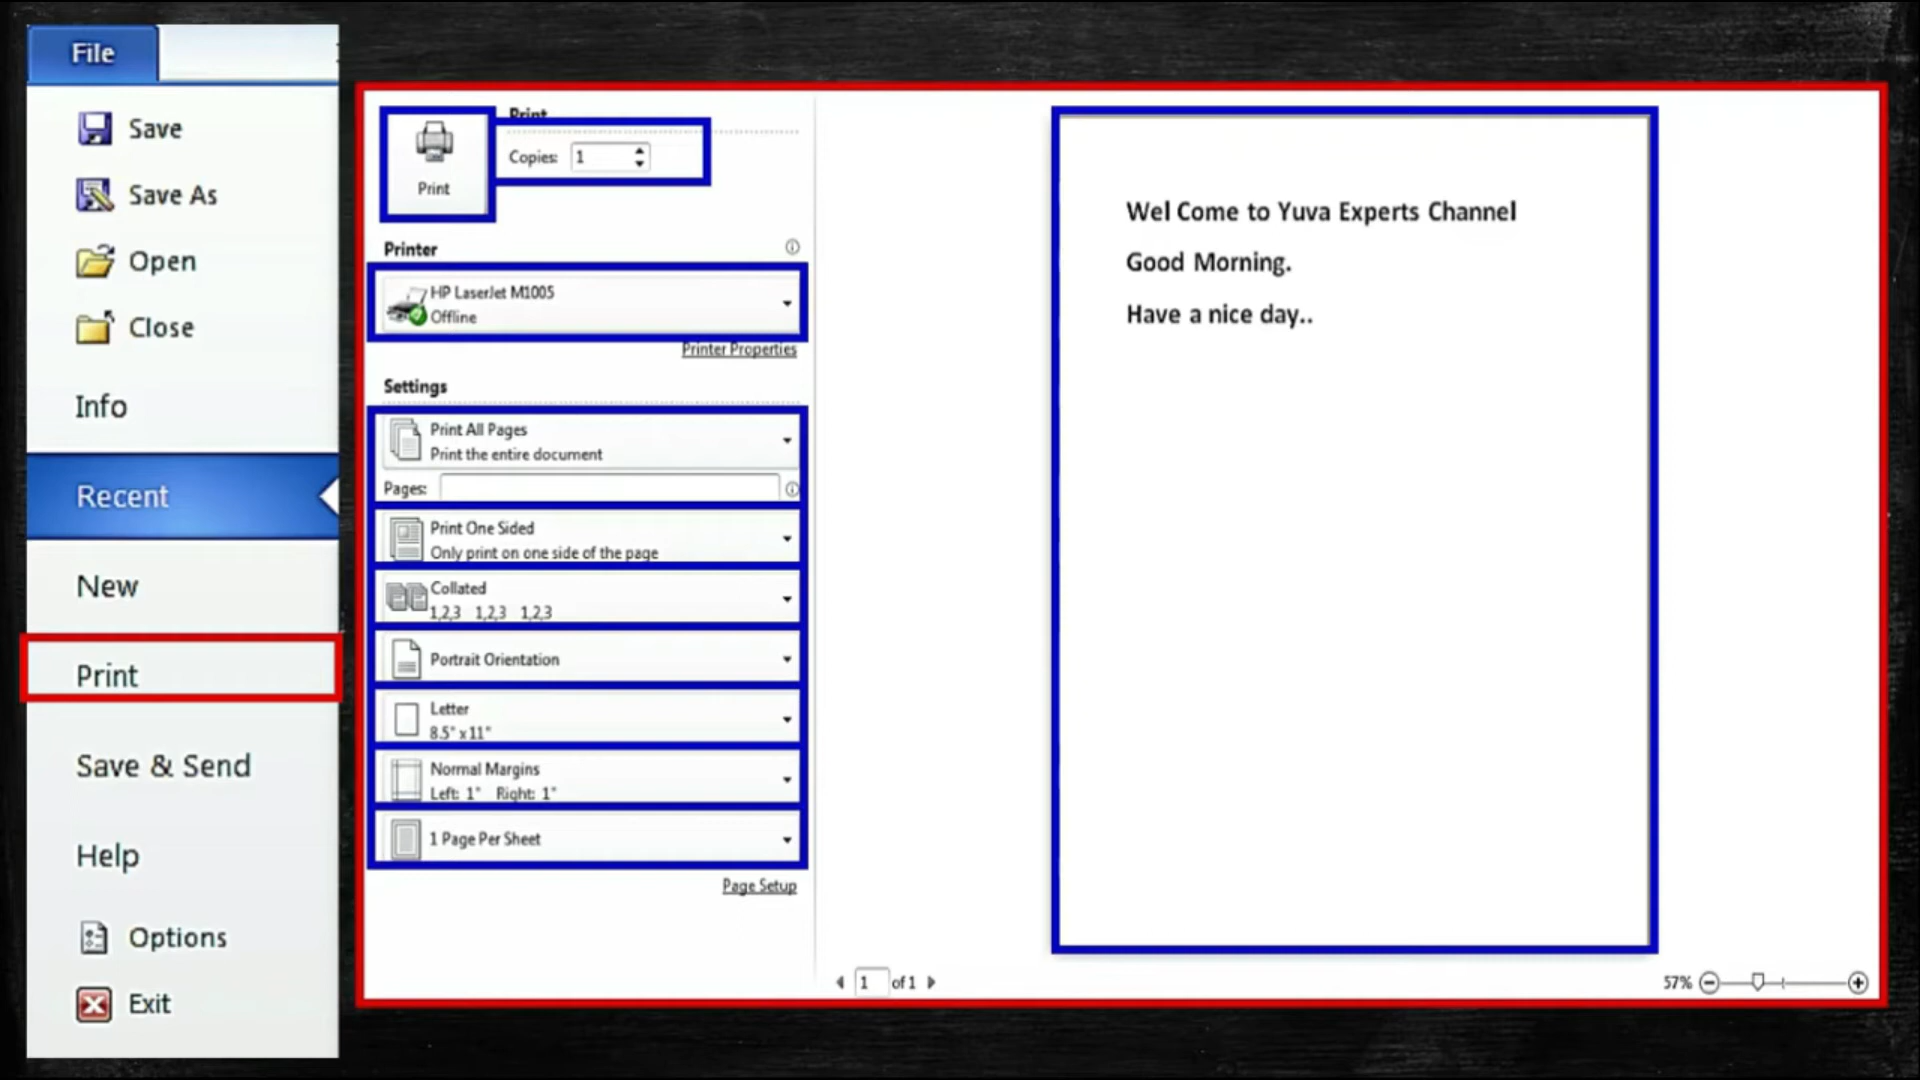 File
Save
Save As
Open
Close
Info
Recent
New
Print
Save & Send
Help
Options
Exit
Print
Copies: 1
Print
Printer
HP LaserJet M1005
Offline
Printer Properties
Settings
Print All Pages
Print the entire document
Pages:
Print One Sided
Only print on one side of the page
Collated
1,2,3 1,2,3 1,2,3
Portrait Orientation
Letter
8.5" x 11"
Normal Margins
Left: 1" Right: 1"
1 Page Per Sheet
Page Setup
Wel Come to Yuva Experts Channel
Good Morning.
Have a nice day..
1 of 1
57%